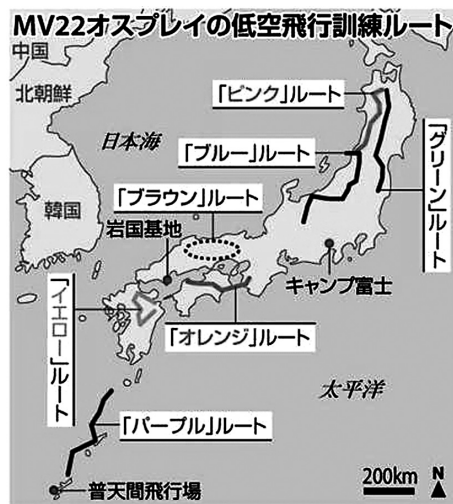 MV22オスプレイの低空飛行訓練ルート
中国
北朝鮮
「ピンク」ルート
日本海
「ブルー」ルート
「グリーン」ルート
「ブラウン」ルート
韓国
岩国基地
キャンプ富士
「イエロー」ルート
「オレンジ」ルート
太平洋
「パープル」ルート
普天間飛行場
200km
N